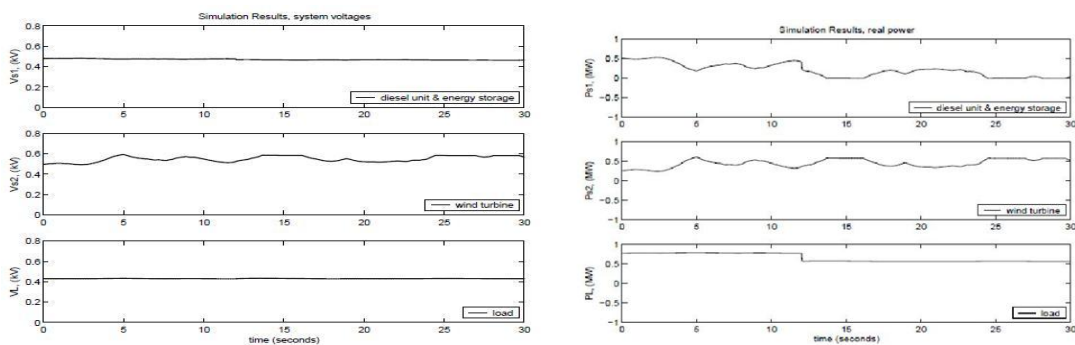 Simulation Results, system voltages
0.8
0.6
0.4
0.2
0
Vs1, (kV)
diesel unit & energy storage
0 5 10 15 20 25 30
0.8
0.6
0.4
0.2
0
Vs2, (kV)
wind turbine
0 5 10 15 20 25 30
0.8
0.6
0.4
0.2
0
VL, (kV)
load
0 5 10 15 20 25 30
time (seconds)
Simulation Results, real power
1
0.5
0
−0.5
−1
Ps1, (MW)
diesel unit & energy storage
0 5 10 15 20 25 30
1
0.5
0
−0.5
−1
Ps2, (MW)
wind turbine
0 5 10 15 20 25 30
1
0.5
0
−0.5
−1
PL, (MW)
load
0 5 10 15 20 25 30
time (seconds)